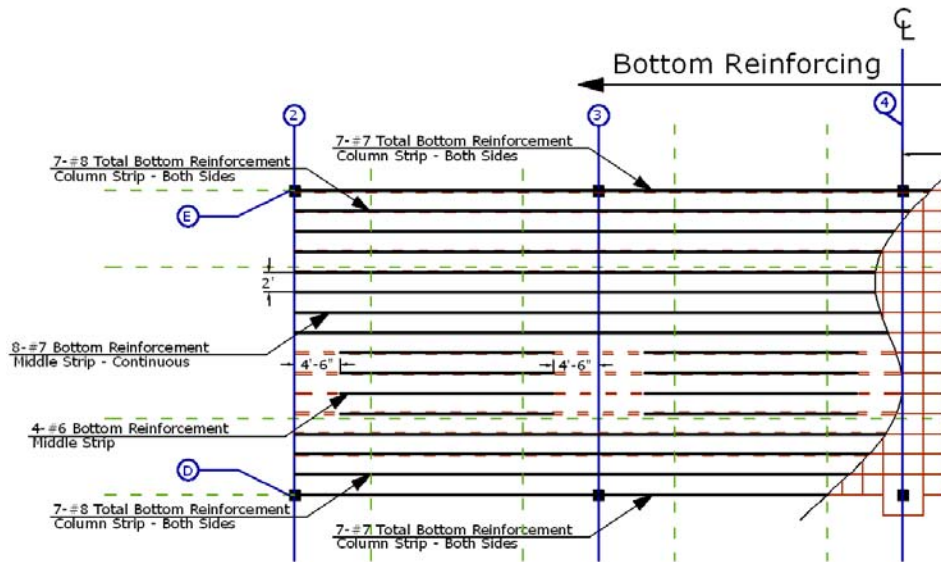 ℄
Bottom Reinforcing
2
3
4
7-#7 Total Bottom Reinforcement
Column Strip - Both Sides
7-#8 Total Bottom Reinforcement
Column Strip - Both Sides
E
2'
8-#7 Bottom Reinforcement
Middle Strip - Continuous
4'-6"
4'-6"
4-#6 Bottom Reinforcement
Middle Strip
D
7-#8 Total Bottom Reinforcement
Column Strip - Both Sides
7-#7 Total Bottom Reinforcement
Column Strip - Both Sides